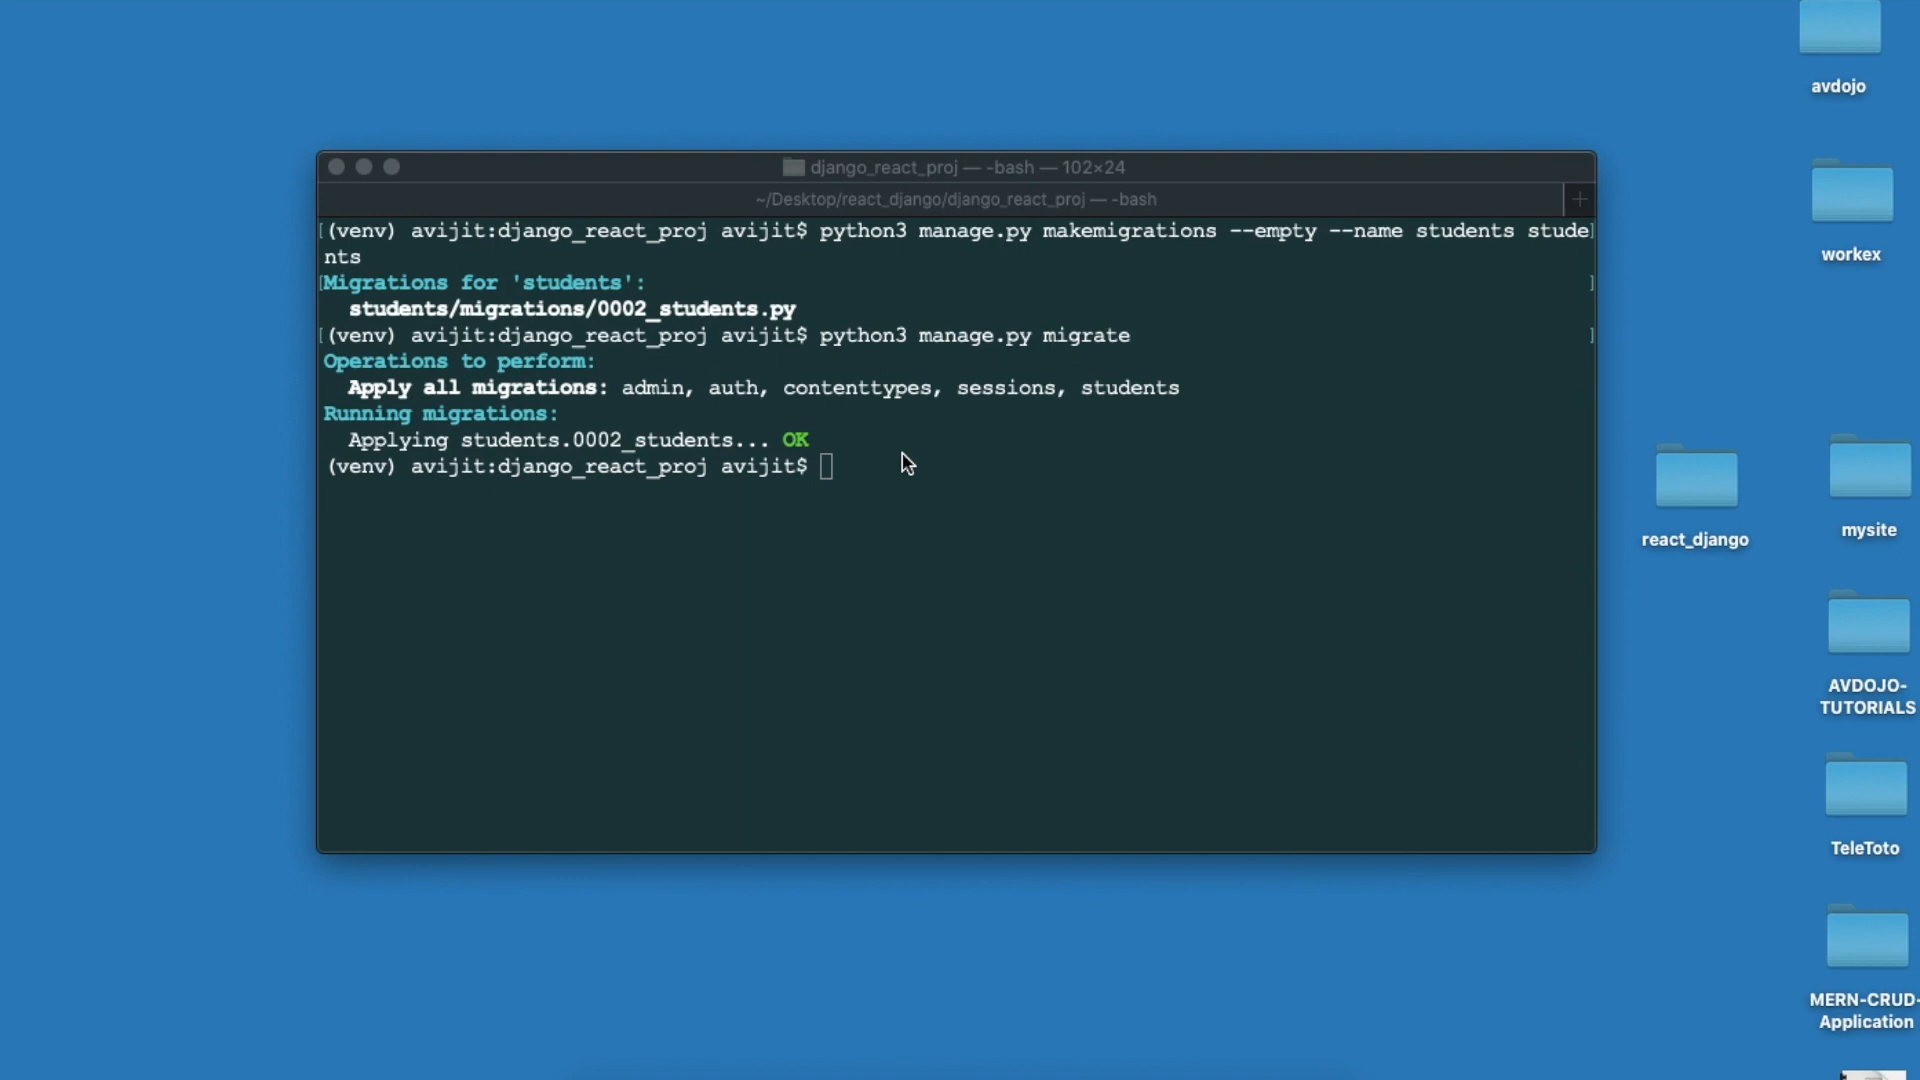 avdojo
django_react_proj — -bash — 102×24
~/Desktop/react_django/django_react_proj — -bash
(venv) avijit:django_react_proj avijit$ python3 manage.py makemigrations --empty --name students stude
nts
Migrations for 'students':
students/migrations/0002_students.py
(venv) avijit:django_react_proj avijit$ python3 manage.py migrate
Operations to perform:
Apply all migrations: admin, auth, contenttypes, sessions, students
Running migrations:
Applying students.0002_students... OK
(venv) avijit:django_react_proj avijit$
workex
react_django
mysite
AVDOJO-
TUTORIALS
TeleToto
MERN-CRUD-
Application